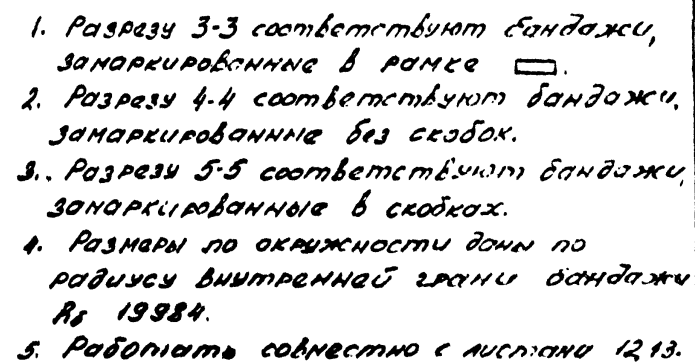 1. Разрезу 3-3 соответствуют бандажи,
замаркированные в рамке ▭.
2. Разрезу 4-4 соответствуют бандажи,
замаркированные без скобок.
3. Разрезу 5-5 соответствуют бандажи,
замаркированные в скобках.
4. Размеры по окружности даны по
радиусу внутренней грани бандажи
Rб 19984.
5. Работать совместно с листами 12,13.